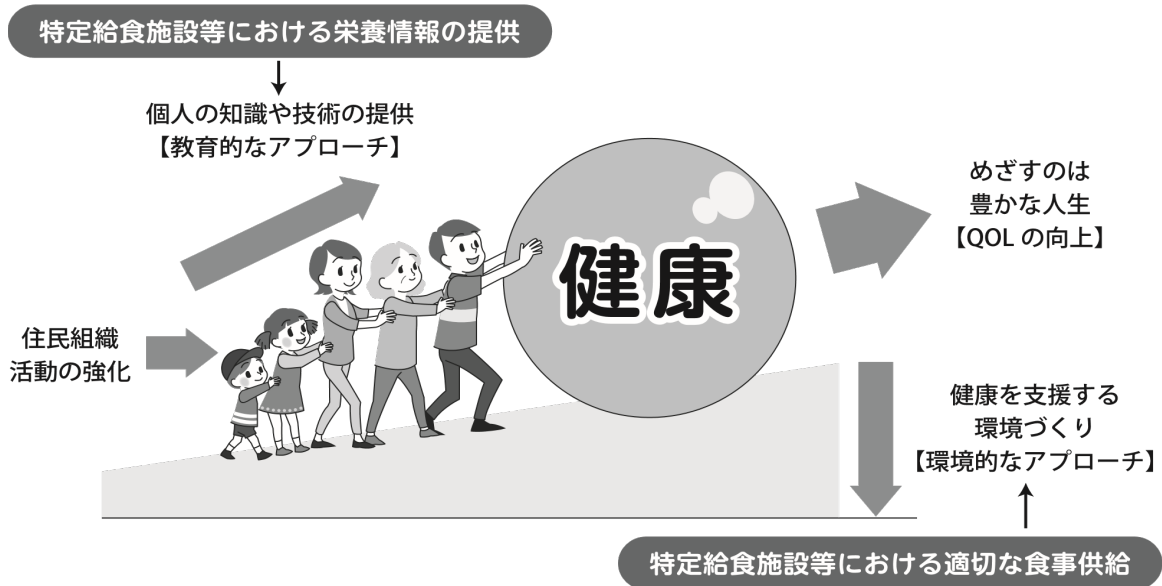 特定給食施設等における栄養情報の提供
個人の知識や技術の提供
【教育的なアプローチ】
めざすのは
豊かな人生
【QOLの向上】
健康
住民組織
活動の強化
健康を支援する
環境づくり
【環境的なアプローチ】
特定給食施設等における適切な食事供給